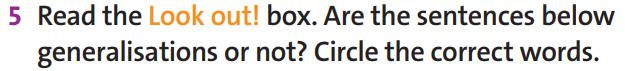 5 Read the Look out! box. Are the sentences below
generalisations or not? Circle the correct words.